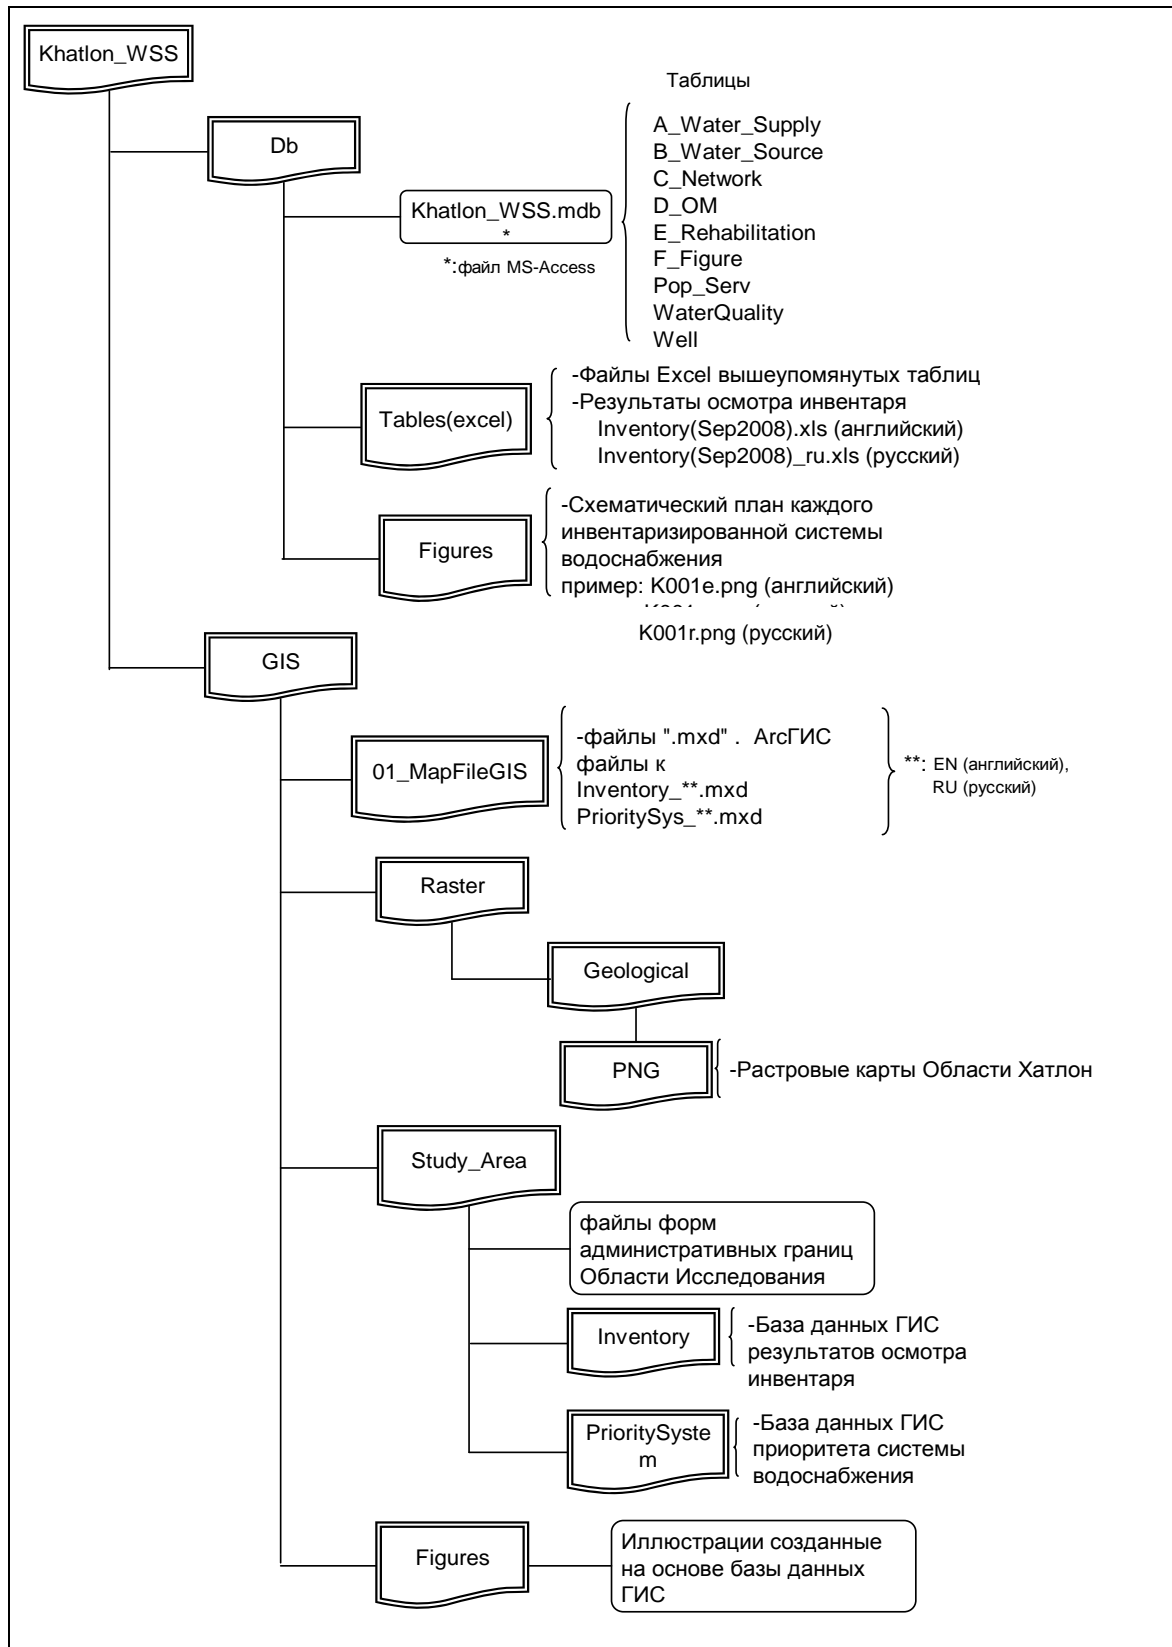 Khatlon_WSS
Таблицы
Db
A_Water_Supply
B_Water_Source
C_Network
D_OM
E_Rehabilitation
F_Figure
Pop_Serv
WaterQuality
Well
Khatlon_WSS.mdb
*
*:файл MS-Access
Tables(excel)
-Файлы Excel вышеупомянутых таблиц
-Результаты осмотра инвентаря
Inventory(Sep2008).xls (английский)
Inventory(Sep2008)_ru.xls (русский)
Figures
-Схематический план каждого
инвентаризированной системы
водоснабжения
пример: K001e.png (английский)
K001r.png (русский)
GIS
01_MapFileGIS
-файлы ".mxd" . ArcГИС
файлы к
Inventory_**.mxd
PrioritySys_**.mxd
**: EN (английский),
RU (русский)
Raster
Geological
PNG
-Растровые карты Области Хатлон
Study_Area
файлы форм
административных границ
Области Исследования
Inventory
-База данных ГИС
результатов осмотра
инвентаря
PrioritySyste
m
-База данных ГИС
приоритета системы
водоснабжения
Figures
Иллюстрации созданные
на основе базы данных
ГИС